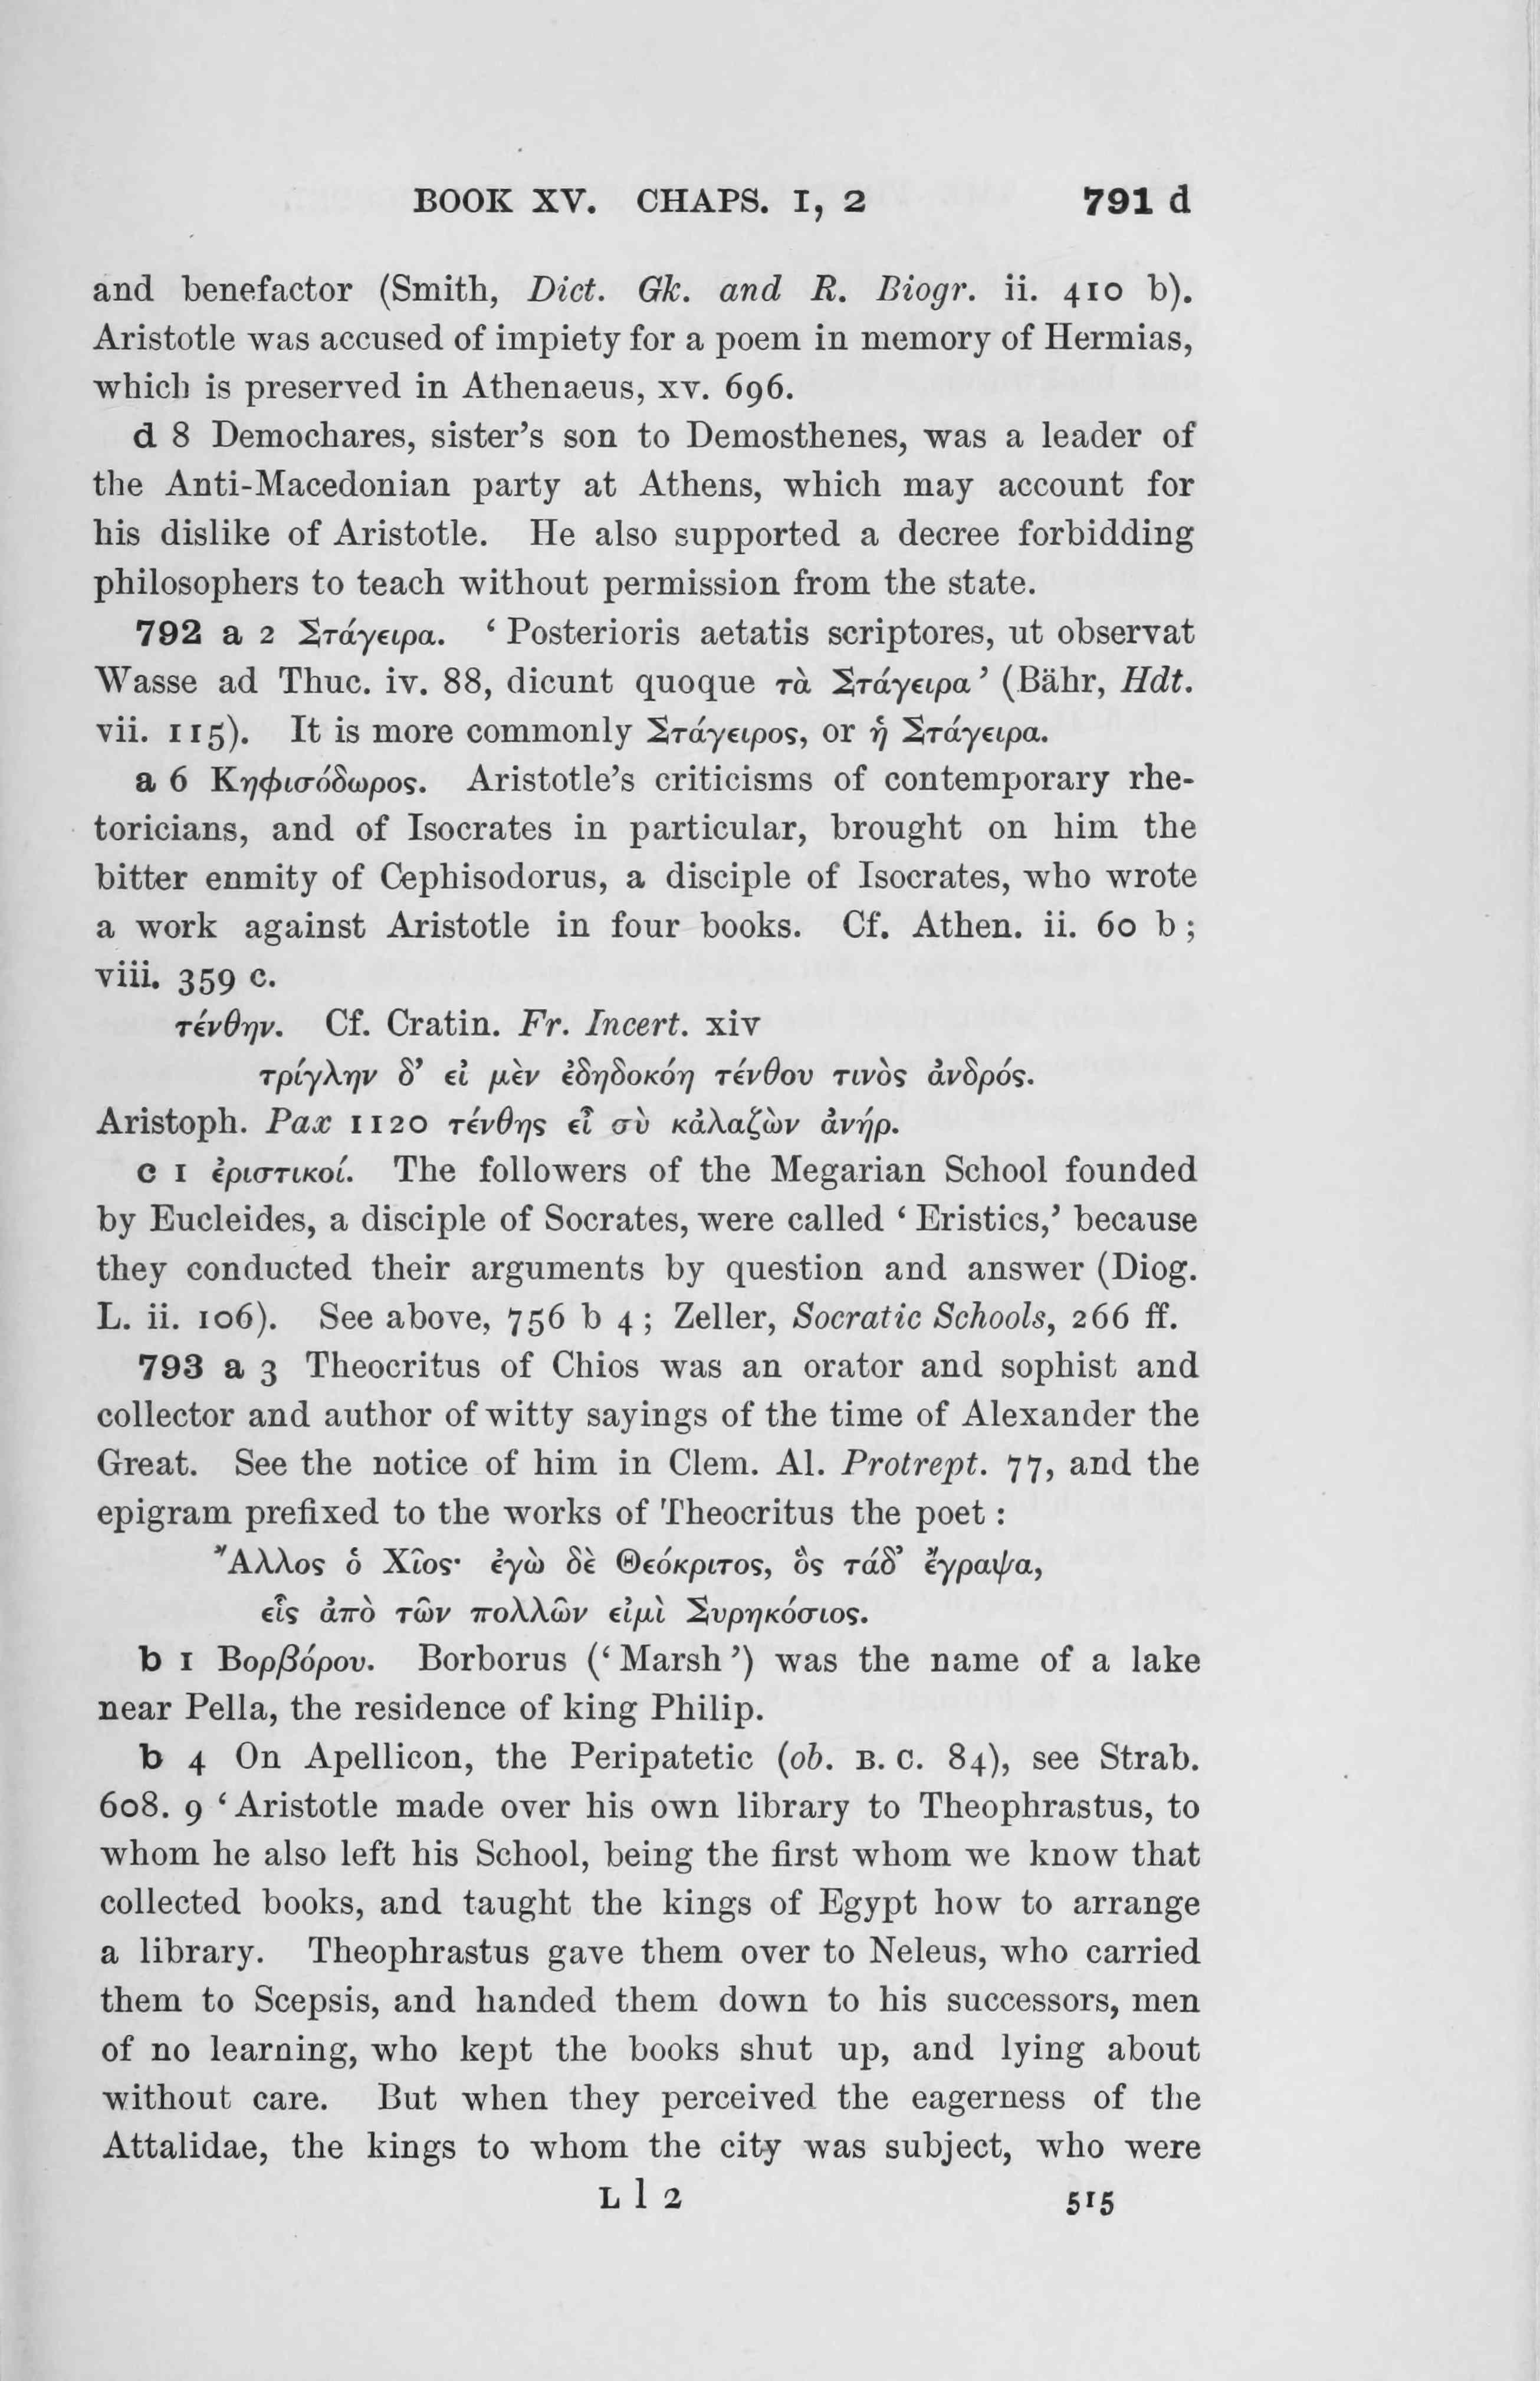 BOOK XV. CHAPS. 1, 2 791 d
and benefactor (Smith, Dict. Gk. and R. Biogr. ii. 410 b).
Aristotle was accused of impiety for a poem in memory of Hermias,
which is preserved in Athenaeus, xv. 696.
d 8 Demochares, sister's son to Demosthenes, was a leader of
the Anti-Macedonian party at Athens, which may account for
his dislike of Aristotle. He also supported a decree forbidding
philosophers to teach without permission from the state.
792 a 2 Στάγειρα. ‘ Posterioris aetatis scriptores, ut observat
Wasse ad Thuc. iv. 88, dicunt quoque τὰ Στάγειρα ’ (Bähr, Hdt.
vii. 115). It is more commonly Στάγειρος, or ἡ Στάγειρα.
a 6 Κηφισόδωρος. Aristotle's criticisms of contemporary rhe-
toricians, and of Isocrates in particular, brought on him the
bitter enmity of Cephisodorus, a disciple of Isocrates, who wrote
a work against Aristotle in four books. Cf. Athen. ii. 60 b ;
viii. 359 c.
τένθην. Cf. Cratin. Fr. Incert. xiv
τρίγλην δ’ εἰ μὲν ἐδηδοκόη τένθου τινὸς ἀνδρός.
Aristoph. Pax 1120 τένθης εἶ σὺ κἀλαζὼν ἀνήρ.
c 1 ἐριστικοί. The followers of the Megarian School founded
by Eucleides, a disciple of Socrates, were called ‘ Eristics,’ because
they conducted their arguments by question and answer (Diog.
L. ii. 106). See above, 756 b 4 ; Zeller, Socratic Schools, 266 ff.
793 a 3 Theocritus of Chios was an orator and sophist and
collector and author of witty sayings of the time of Alexander the
Great. See the notice of him in Clem. Al. Protrept. 77, and the
epigram prefixed to the works of Theocritus the poet :
Ἄλλος ὁ Χῖος· ἐγὼ δὲ Θεόκριτος, ὃς τάδ’ ἔγραψα,
εἷς ἀπὸ τῶν πολλῶν εἰμὶ Συρηκόσιος.
b 1 Βορβόρου. Borborus (‘ Marsh ’) was the name of a lake
near Pella, the residence of king Philip.
b 4 On Apellicon, the Peripatetic (ob. B. C. 84), see Strab.
608. 9 ‘ Aristotle made over his own library to Theophrastus, to
whom he also left his School, being the first whom we know that
collected books, and taught the kings of Egypt how to arrange
a library. Theophrastus gave them over to Neleus, who carried
them to Scepsis, and handed them down to his successors, men
of no learning, who kept the books shut up, and lying about
without care. But when they perceived the eagerness of the
Attalidae, the kings to whom the city was subject, who were
L l 2 515